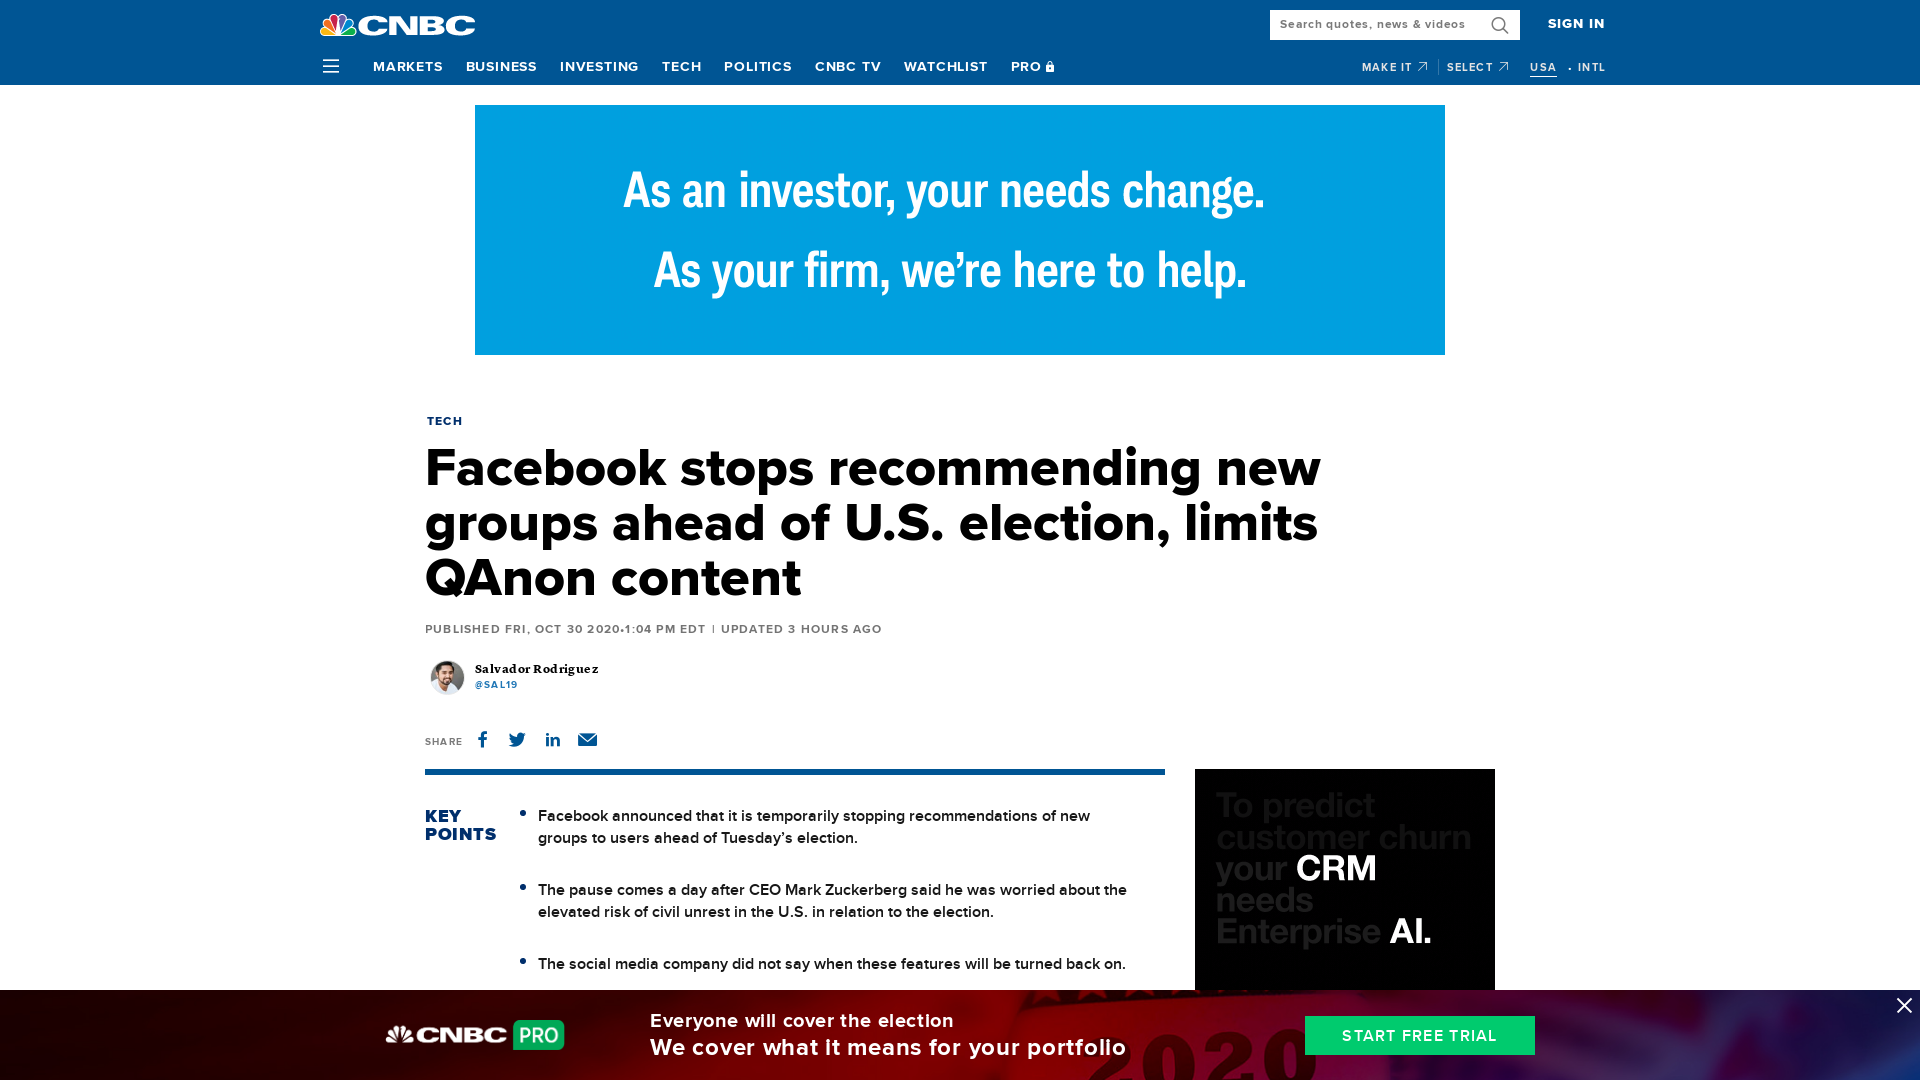 CNBC
Search quotes, news & videos
SIGN IN
MARKETS BUSINESS INVESTING TECH POLITICS CNBC TV WATCHLIST PRO
MAKE IT SELECT USA • INTL
As an investor, your needs change.
As your firm, we’re here to help.
TECH
Facebook stops recommending new
groups ahead of U.S. election, limits
QAnon content
PUBLISHED FRI, OCT 30 2020•1:04 PM EDT | UPDATED 3 HOURS AGO
Salvador Rodriguez
@SAL19
SHARE
KEY
POINTS
Facebook announced that it is temporarily stopping recommendations of new
groups to users ahead of Tuesday’s election.
The pause comes a day after CEO Mark Zuckerberg said he was worried about the
elevated risk of civil unrest in the U.S. in relation to the election.
The social media company did not say when these features will be turned back on.
To predict
customer churn
your CRM
needs
Enterprise AI.
CNBC PRO
Everyone will cover the election
We cover what it means for your portfolio
2020
START FREE TRIAL